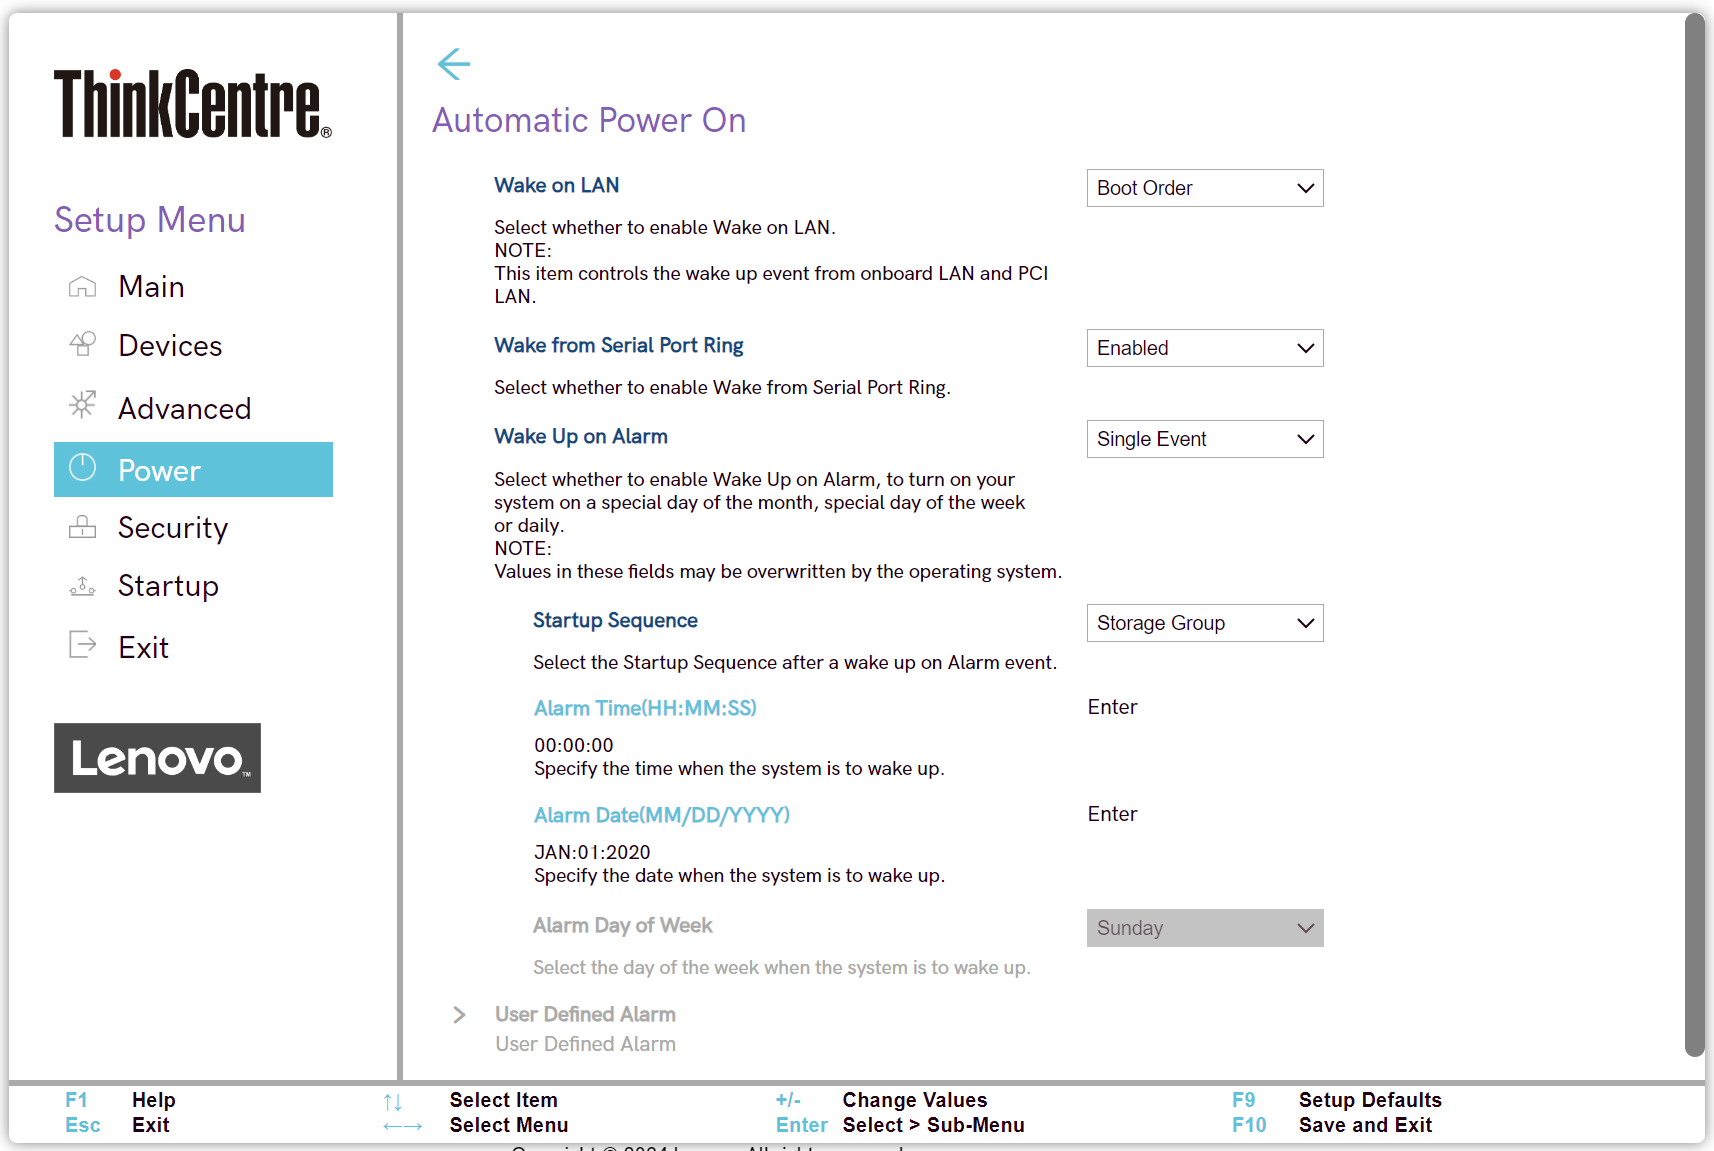 ThinkCentre®
Setup Menu
Main
Devices
Advanced
Power
Security
Startup
Exit
Lenovo™
Automatic Power On
Wake on LAN
Boot Order
Select whether to enable Wake on LAN.
NOTE:
This item controls the wake up event from onboard LAN and PCI
LAN.
Wake from Serial Port Ring
Enabled
Select whether to enable Wake from Serial Port Ring.
Wake Up on Alarm
Single Event
Select whether to enable Wake Up on Alarm, to turn on your
system on a special day of the month, special day of the week
or daily.
NOTE:
Values in these fields may be overwritten by the operating system.
Startup Sequence
Storage Group
Select the Startup Sequence after a wake up on Alarm event.
Alarm Time(HH:MM:SS)
Enter
00:00:00
Specify the time when the system is to wake up.
Alarm Date(MM/DD/YYYY)
Enter
JAN:01:2020
Specify the date when the system is to wake up.
Alarm Day of Week
Sunday
Select the day of the week when the system is to wake up.
> User Defined Alarm
User Defined Alarm
F1 Help ↑↓ Select Item +/- Change Values F9 Setup Defaults
Esc Exit ←→ Select Menu Enter Select > Sub-Menu F10 Save and Exit